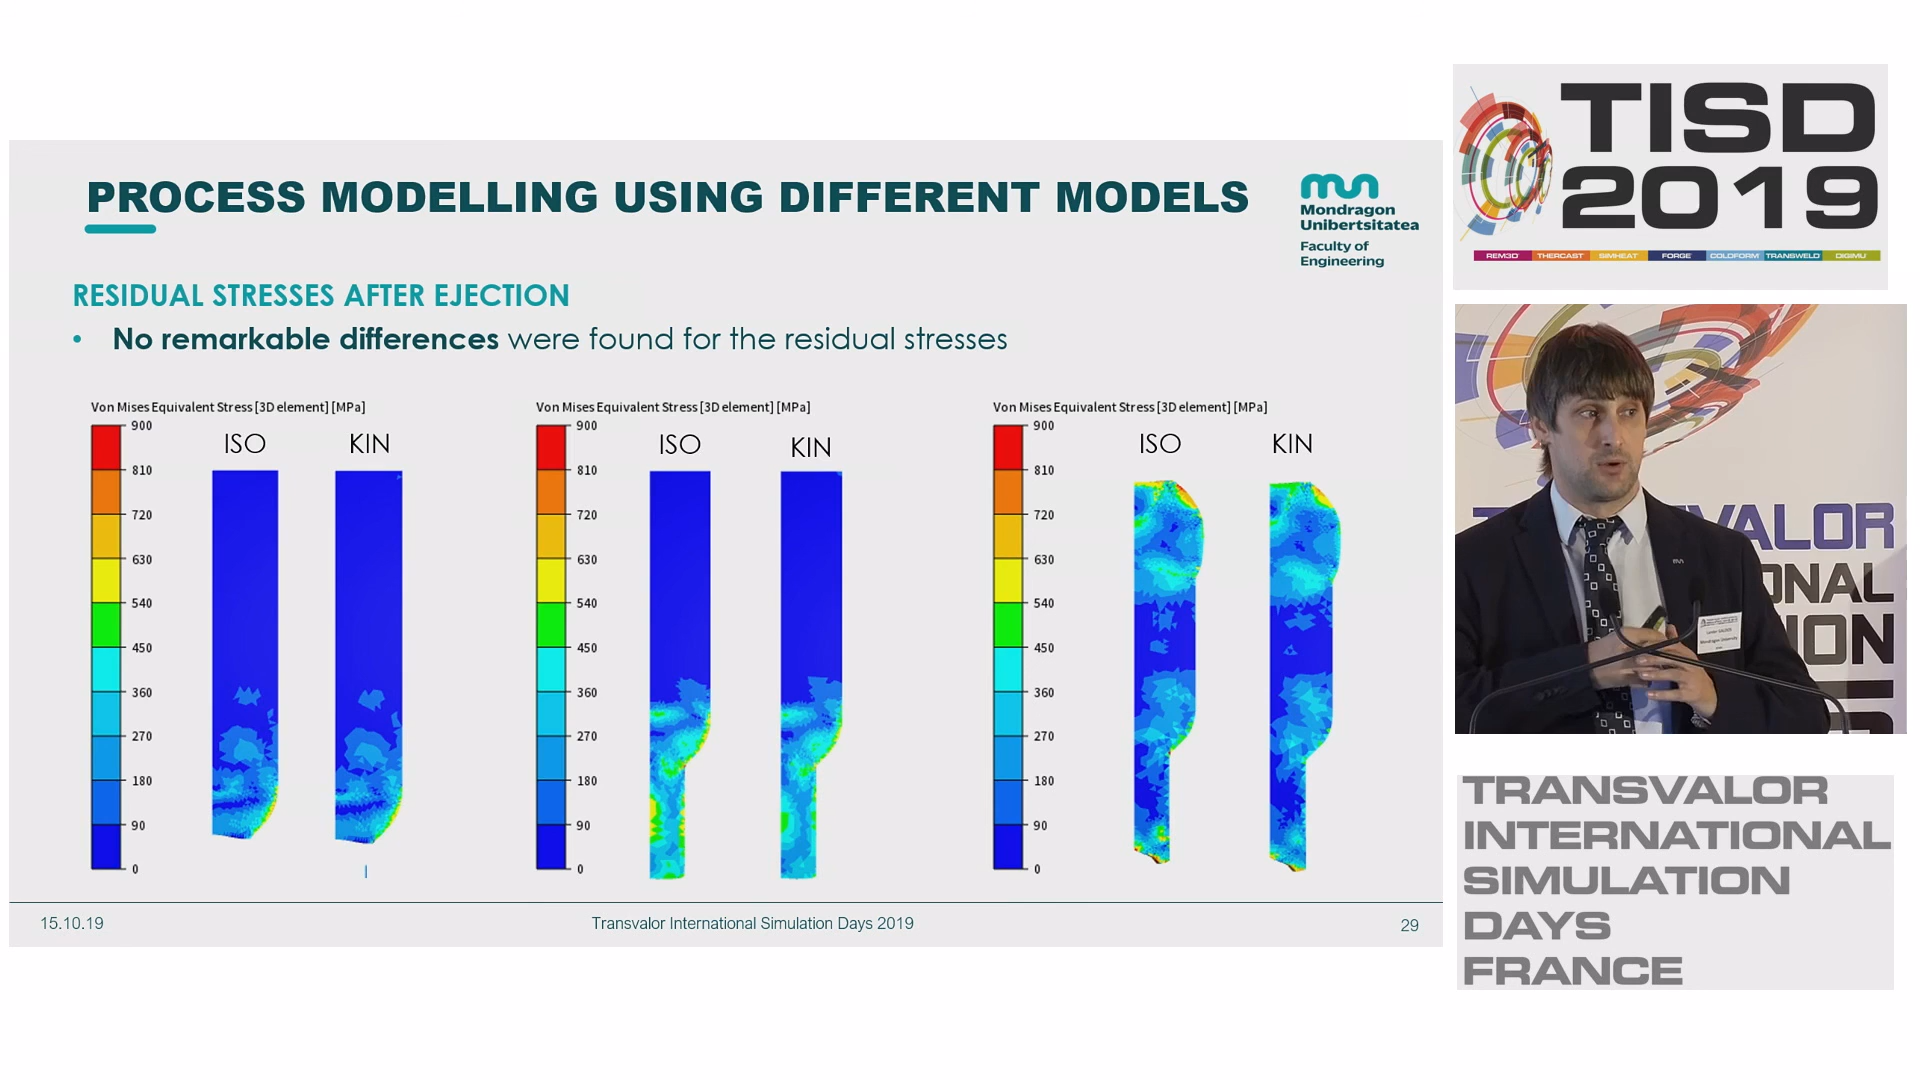 PROCESS MODELLING USING DIFFERENT MODELS
mun
Mondragon
Unibertsitatea
Faculty of
Engineering
RESIDUAL STRESSES AFTER EJECTION
• No remarkable differences were found for the residual stresses
Von Mises Equivalent Stress [3D element] [MPa]
900
810
720
630
540
450
360
270
180
90
0
ISO KIN
Von Mises Equivalent Stress [3D element] [MPa]
900
810
720
630
540
450
360
270
180
90
0
ISO KIN
Von Mises Equivalent Stress [3D element] [MPa]
900
810
720
630
540
450
360
270
180
90
0
ISO KIN
15.10.19 Transvalor International Simulation Days 2019 29
TISD
2019
REM3D THERCAST SIMHEAT FORGE COLDFORM TRANSWELD DIGIMU
VALOR
ONAL
ION
TRANSVALOR
INTERNATIONAL
SIMULATION
DAYS
FRANCE